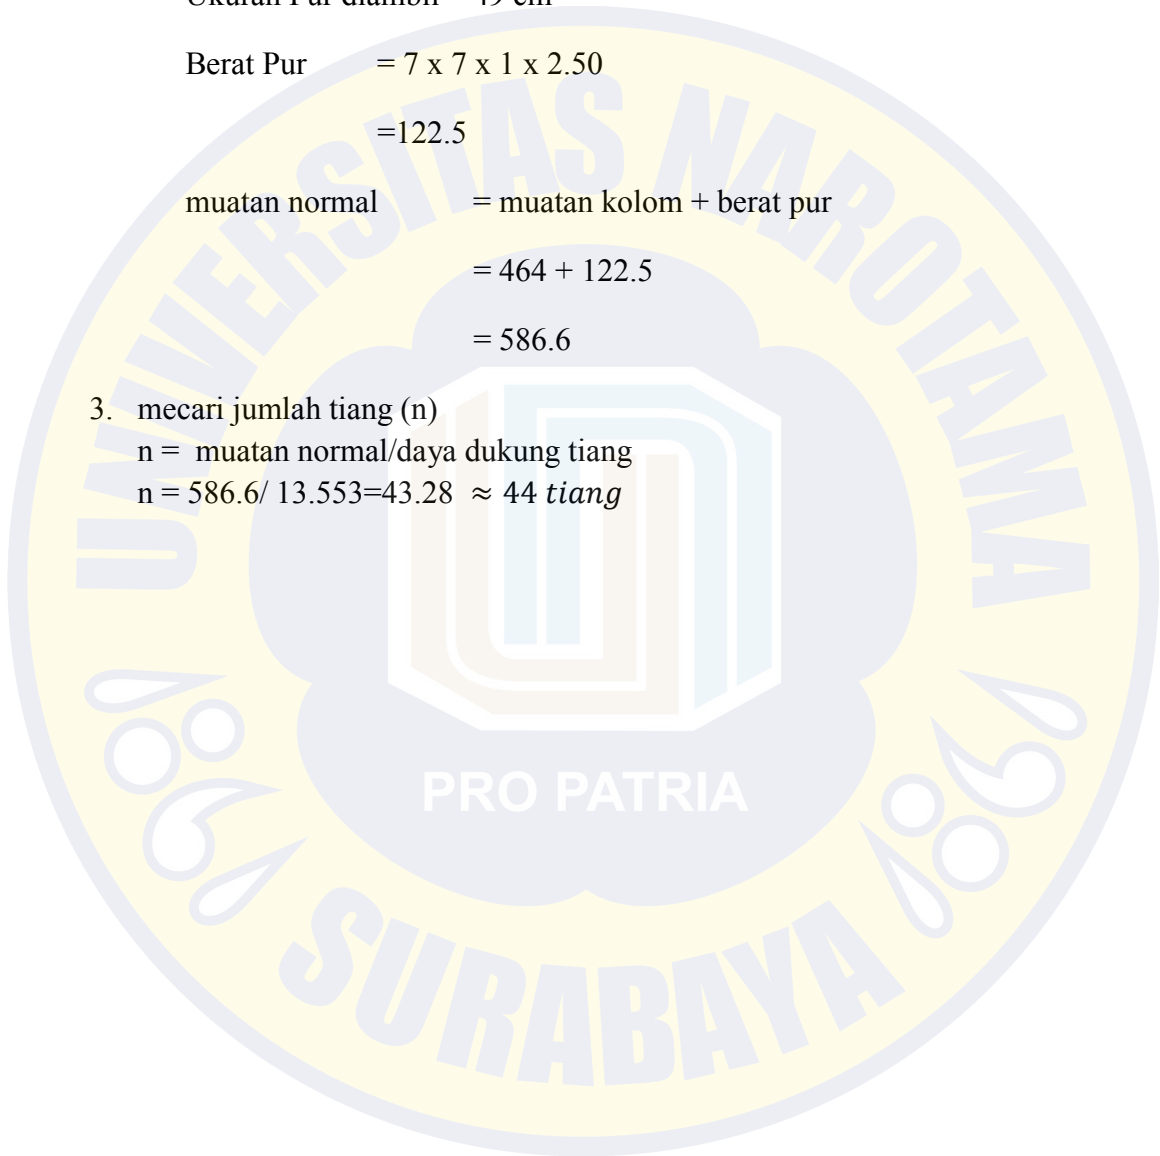 Berat Pur = 7 x 7 x 1 x 2.50
=122.5
muatan normal = muatan kolom + berat pur
= 464 + 122.5
= 586.6
3. mecari jumlah tiang (n)
n = muatan normal/daya dukung tiang
n = 586.6/ 13.553=43.28 ≈ 44 tiang
UNIVERSITAS NAROTAMA
PRO PATRIA
SURABAYA